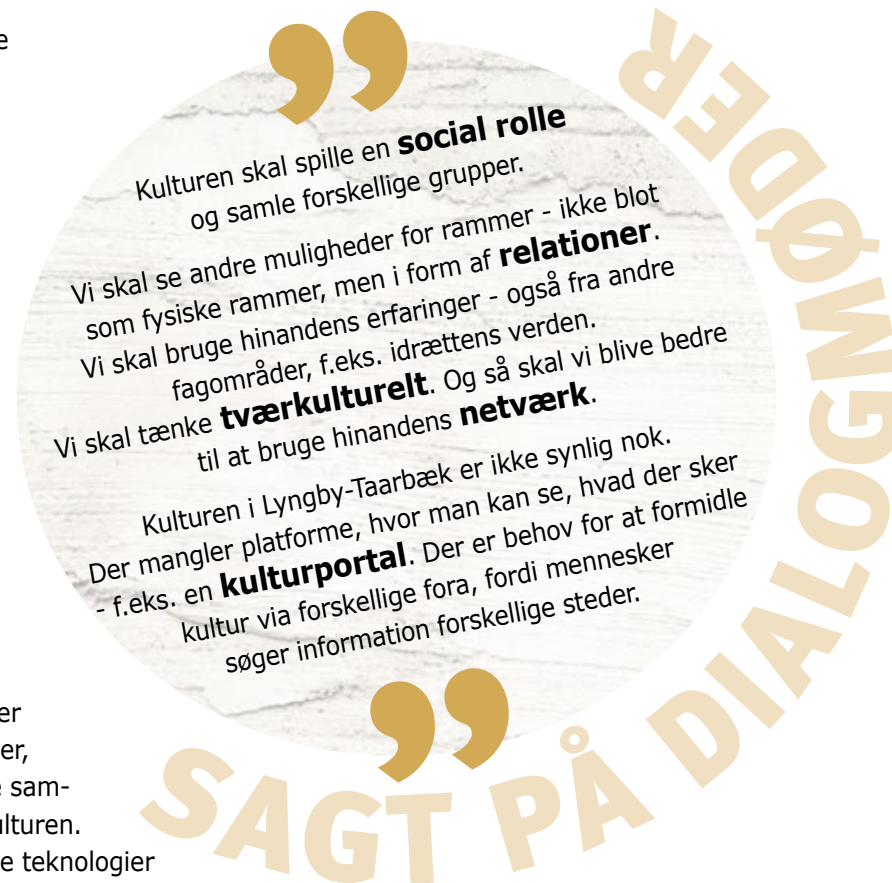 e
Kulturen skal spille en social rolle
og samle forskellige grupper.
Vi skal se andre muligheder for rammer - ikke blot
som fysiske rammer, men i form af relationer.
Vi skal bruge hinandens erfaringer - også fra andre
fagområder, f.eks. idrættens verden.
Vi skal tænke tværkulturelt. Og så skal vi blive bedre
til at bruge hinandens netværk.
Kulturen i Lyngby-Taarbæk er ikke synlig nok.
Der mangler platforme, hvor man kan se, hvad der sker
- f.eks. en kulturportal. Der er behov for at formidle
kultur via forskellige fora, fordi mennesker
søger information forskellige steder.
SAGT PÅ DIALOGMØDER
er
er,
e sam-
ulturen.
e teknologier